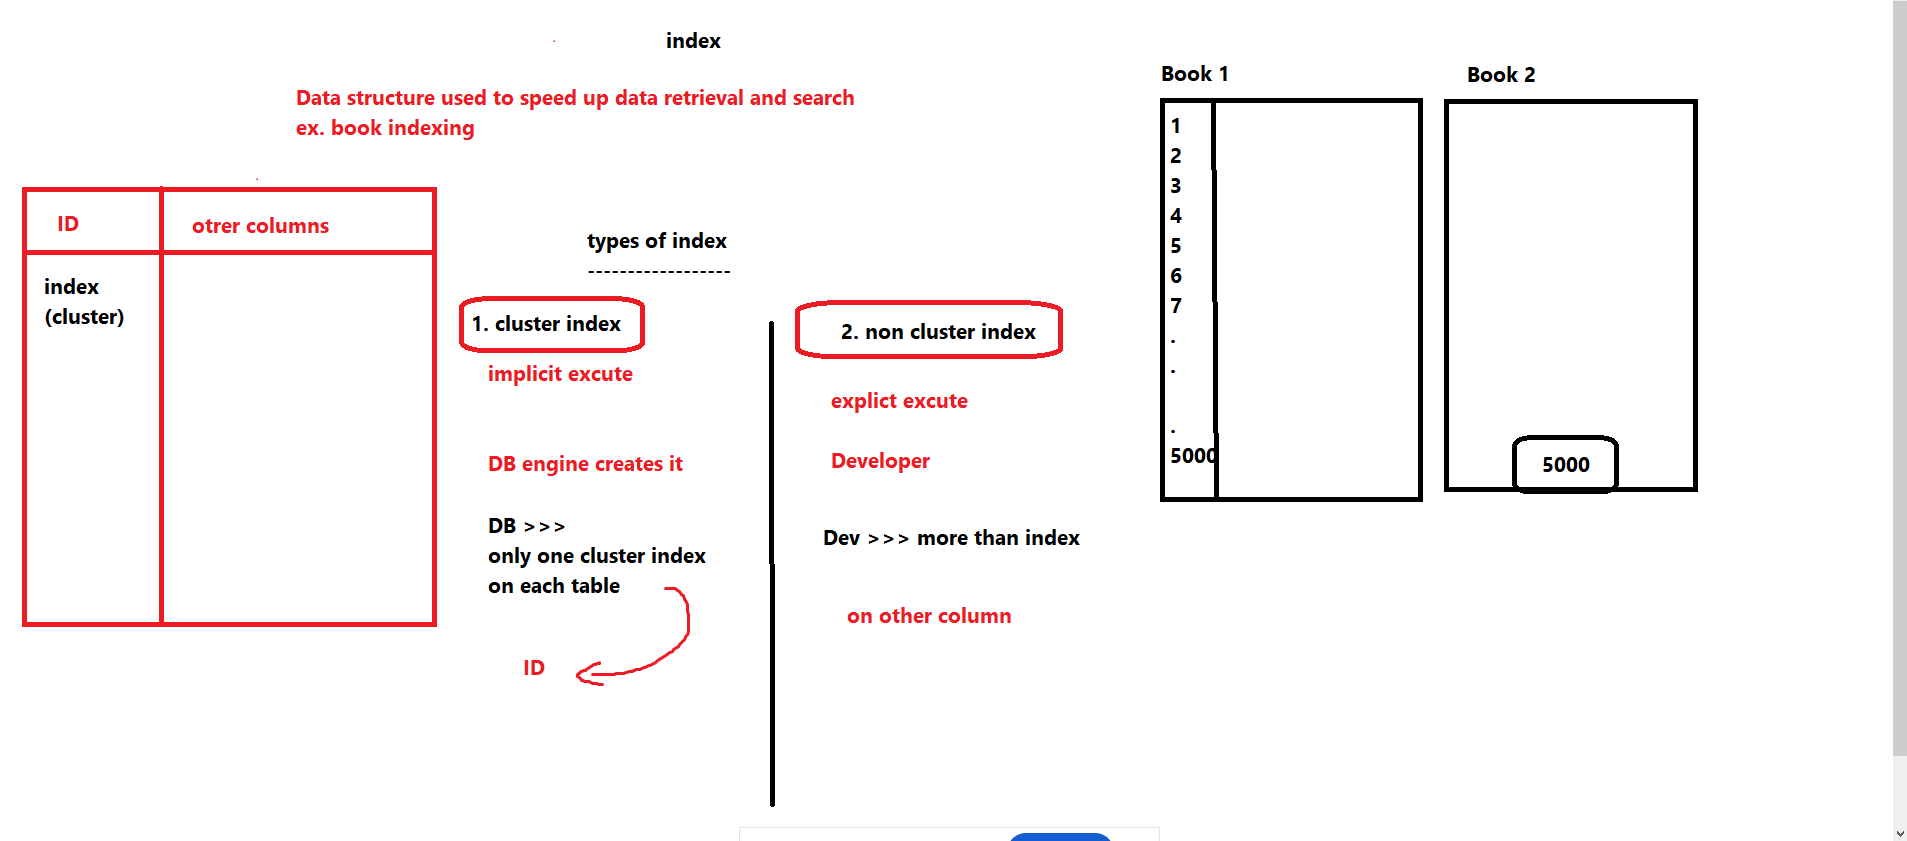 index
Data structure used to speed up data retrieval and search
ex. book indexing
ID
otrer columns
index
(cluster)
types of index
------------------
1. cluster index
implicit excute
DB engine creates it
DB >>>
only one cluster index
on each table
ID
2. non cluster index
explict excute
Developer
Dev >>> more than index
on other column
Book 1
1
2
3
4
5
6
7
.
.
.
5000
Book 2
5000